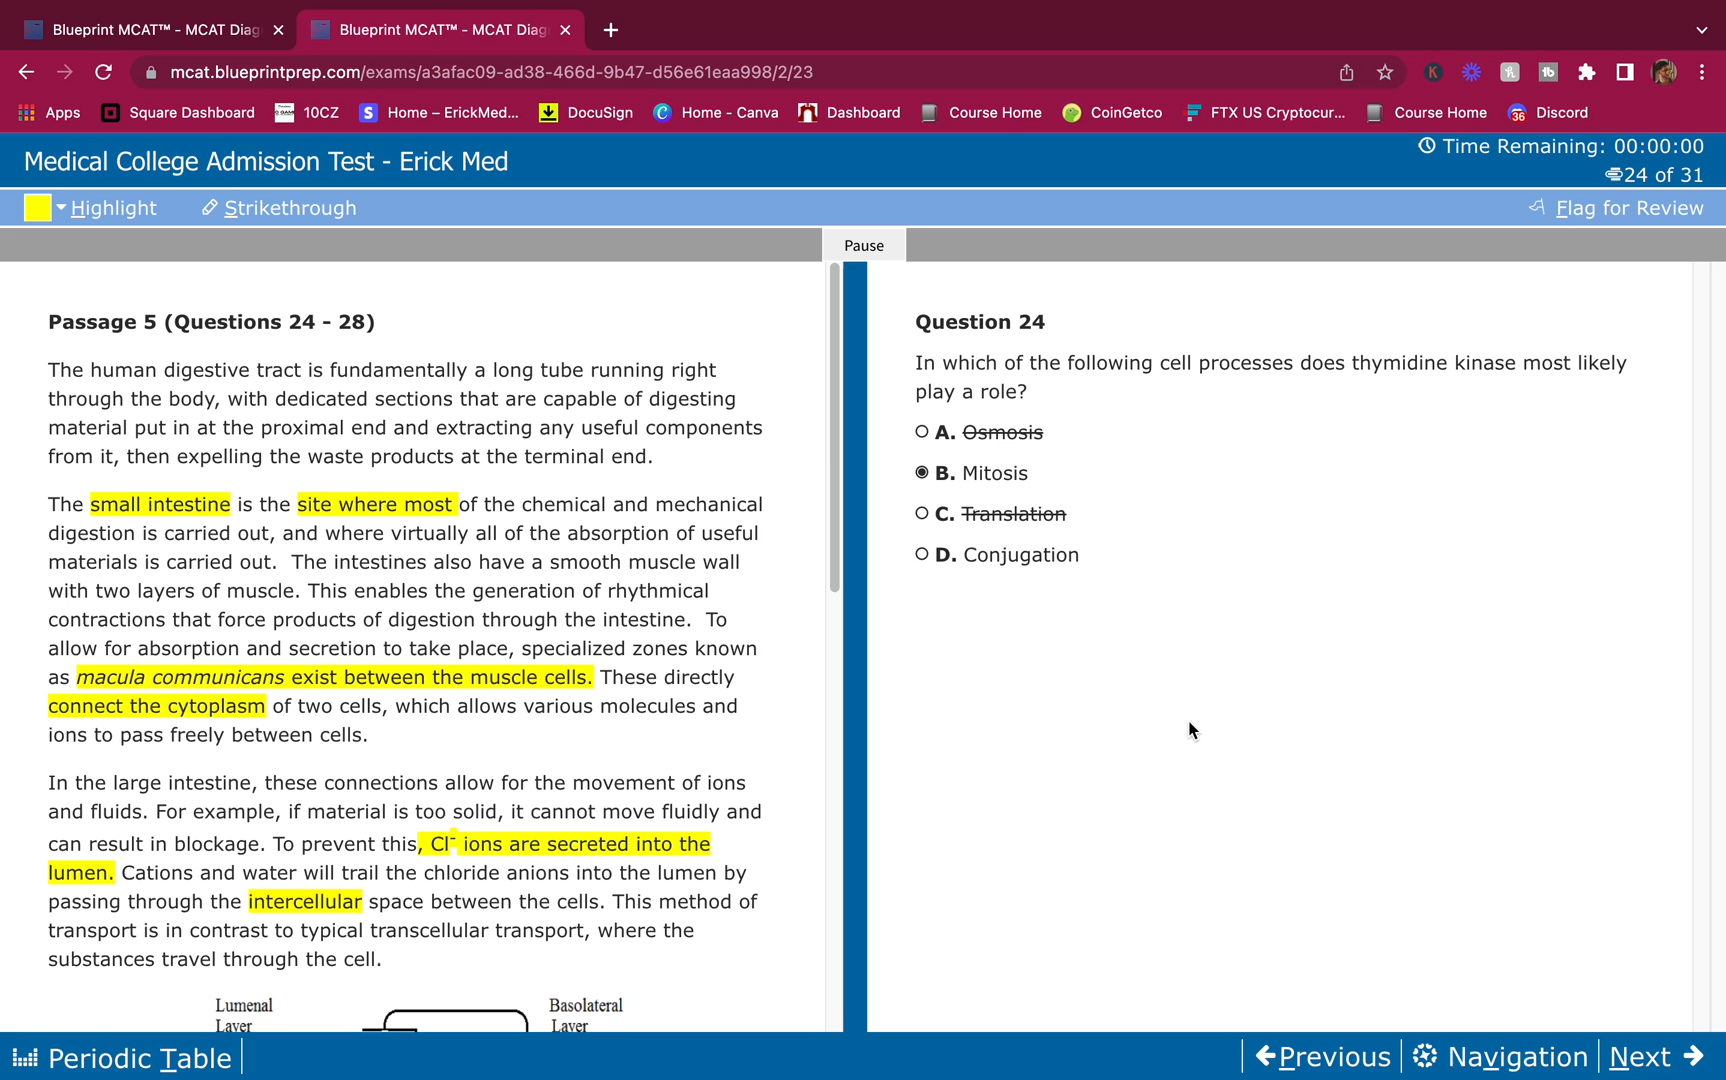 Blueprint MCAT™ - MCAT Diag
Blueprint MCAT™ - MCAT Diag
mcat.blueprintprep.com/exams/a3afac09-ad38-466d-9b47-d56e61eaa998/2/23
Apps
Square Dashboard
10CZ
Home – ErickMed...
DocuSign
Home - Canva
Dashboard
Course Home
CoinGetco
FTX US Cryptocur...
Course Home
36
Discord
Medical College Admission Test - Erick Med
Time Remaining: 00:00:00
24 of 31
Highlight
Strikethrough
Flag for Review
Pause
Passage 5 (Questions 24 - 28)
The human digestive tract is fundamentally a long tube running right
through the body, with dedicated sections that are capable of digesting
material put in at the proximal end and extracting any useful components
from it, then expelling the waste products at the terminal end.
The small intestine is the site where most of the chemical and mechanical
digestion is carried out, and where virtually all of the absorption of useful
materials is carried out.  The intestines also have a smooth muscle wall
with two layers of muscle. This enables the generation of rhythmical
contractions that force products of digestion through the intestine.  To
allow for absorption and secretion to take place, specialized zones known
as macula communicans exist between the muscle cells. These directly
connect the cytoplasm of two cells, which allows various molecules and
ions to pass freely between cells.
In the large intestine, these connections allow for the movement of ions
and fluids. For example, if material is too solid, it cannot move fluidly and
can result in blockage. To prevent this, Cl⁻ ions are secreted into the
lumen. Cations and water will trail the chloride anions into the lumen by
passing through the intercellular space between the cells. This method of
transport is in contrast to typical transcellular transport, where the
substances travel through the cell.
Lumenal
Layer
Basolateral
Layer
Question 24
In which of the following cell processes does thymidine kinase most likely
play a role?
A. Osmosis
B. Mitosis
C. Translation
D. Conjugation
Periodic Table
Previous
Navigation
Next